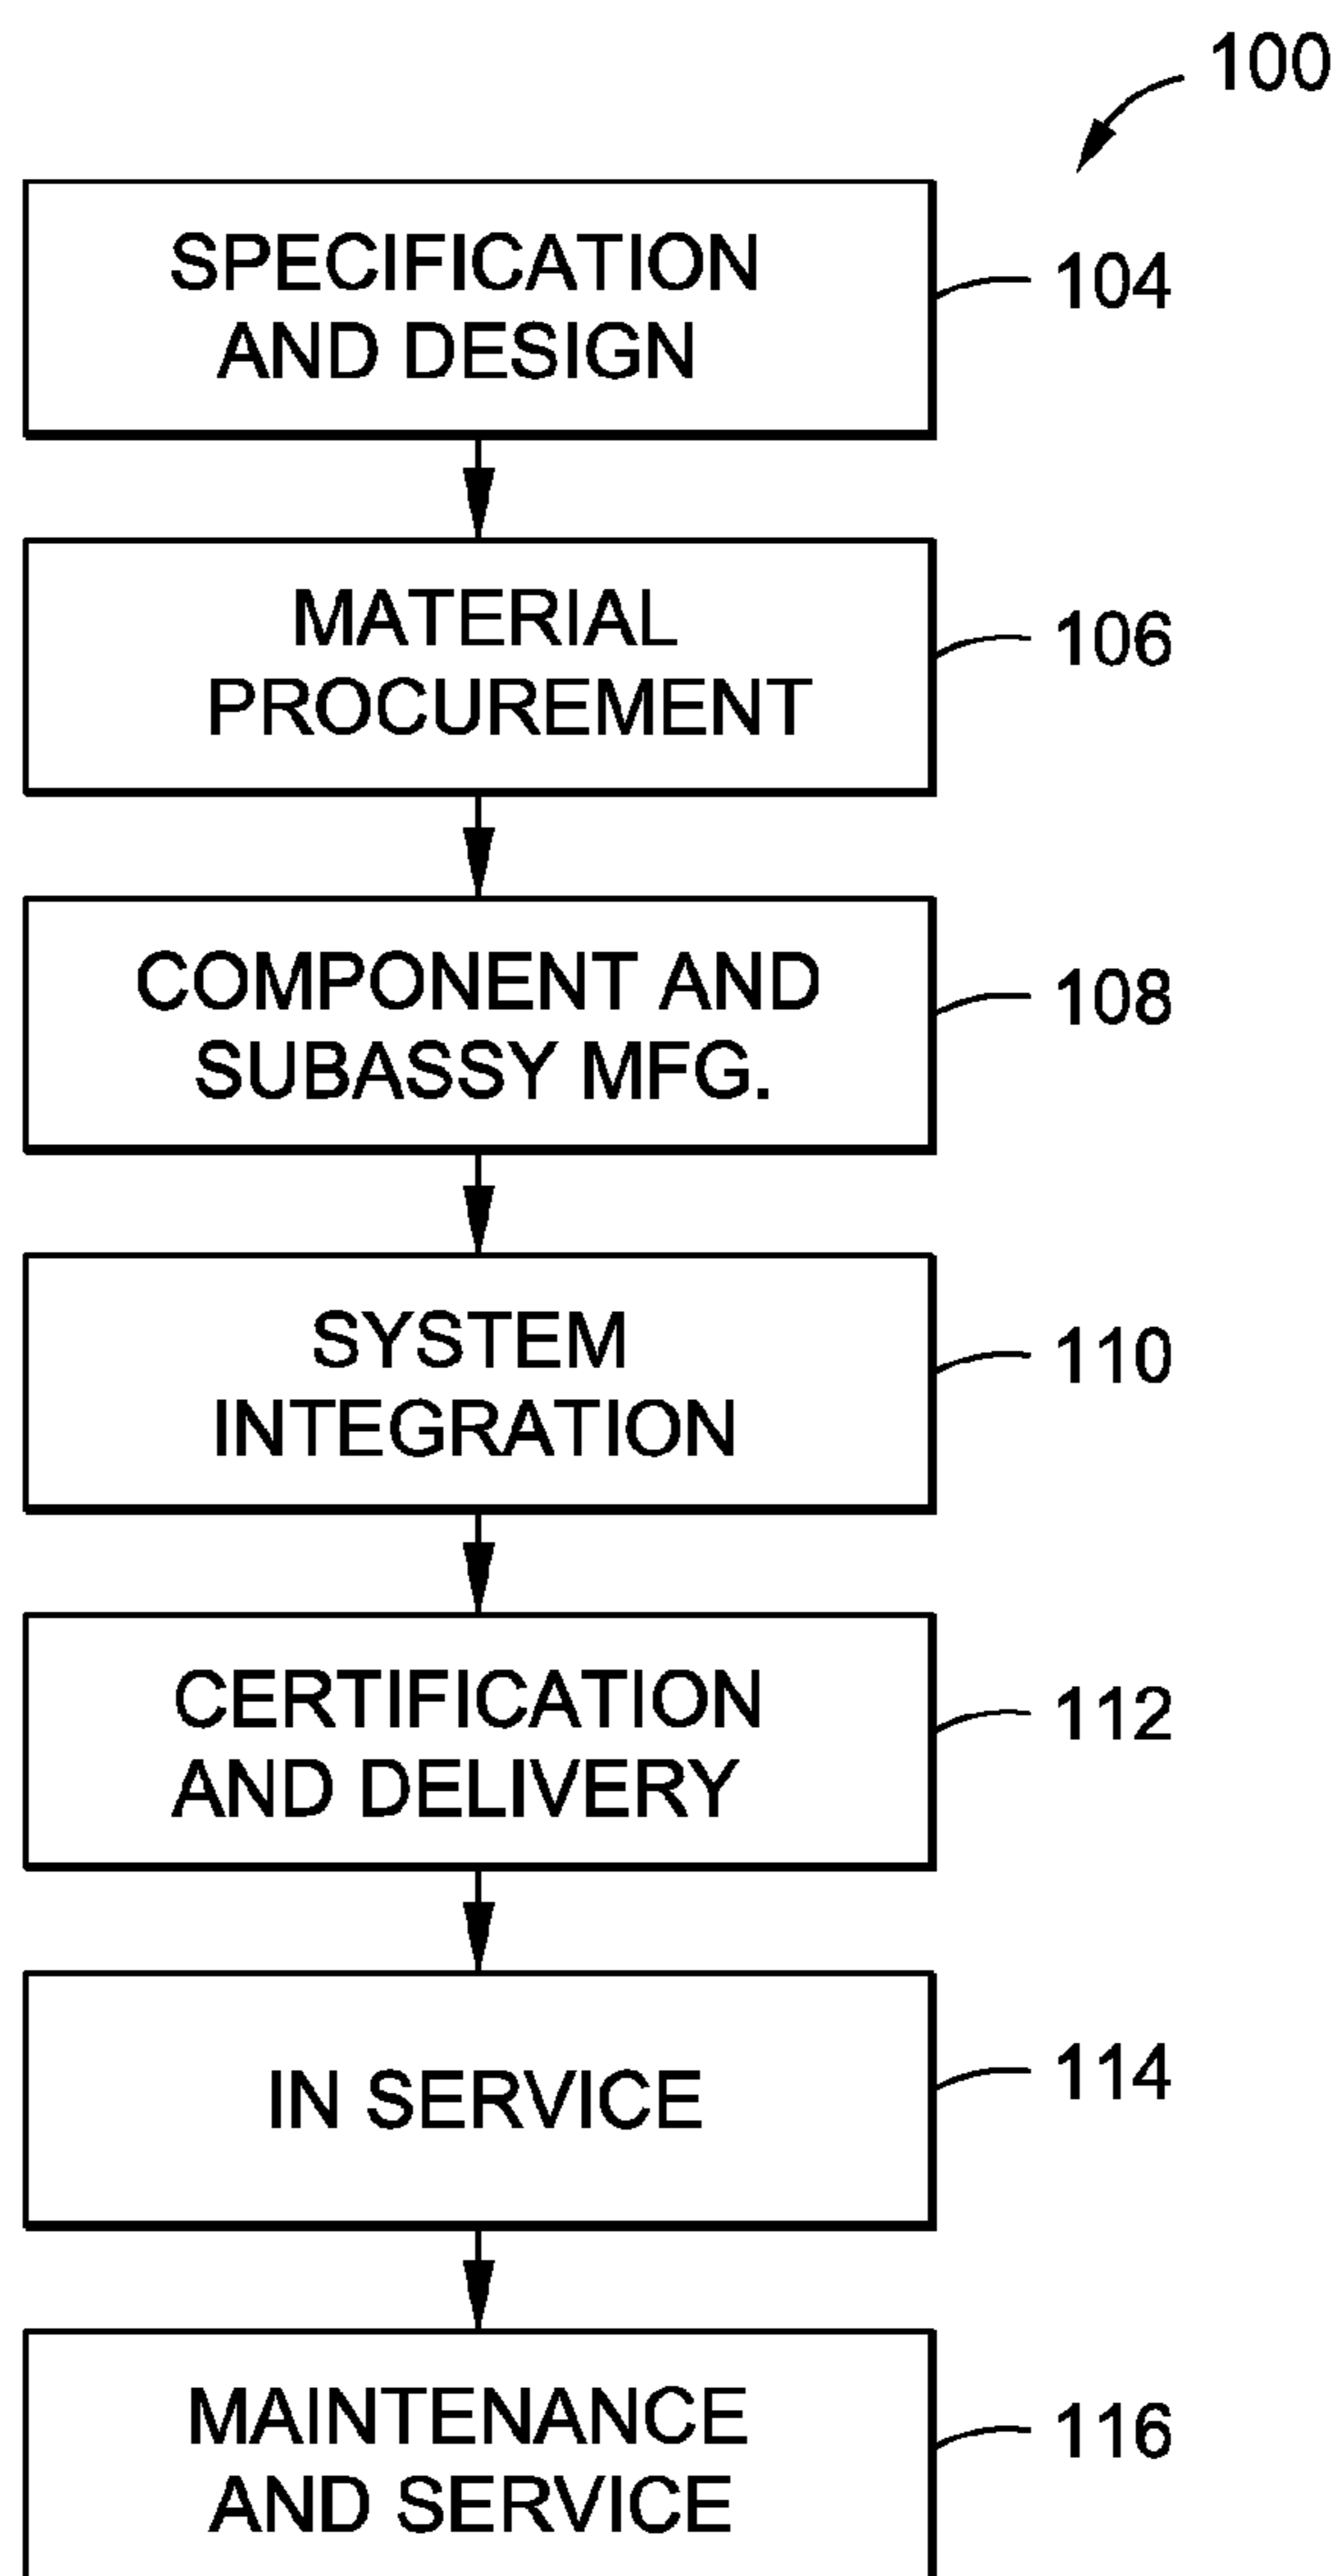 100
SPECIFICATION
AND DESIGN
104
MATERIAL
PROCUREMENT
106
COMPONENT AND
SUBASSY MFG.
108
SYSTEM
INTEGRATION
110
CERTIFICATION
AND DELIVERY
112
IN SERVICE
114
MAINTENANCE
AND SERVICE
116